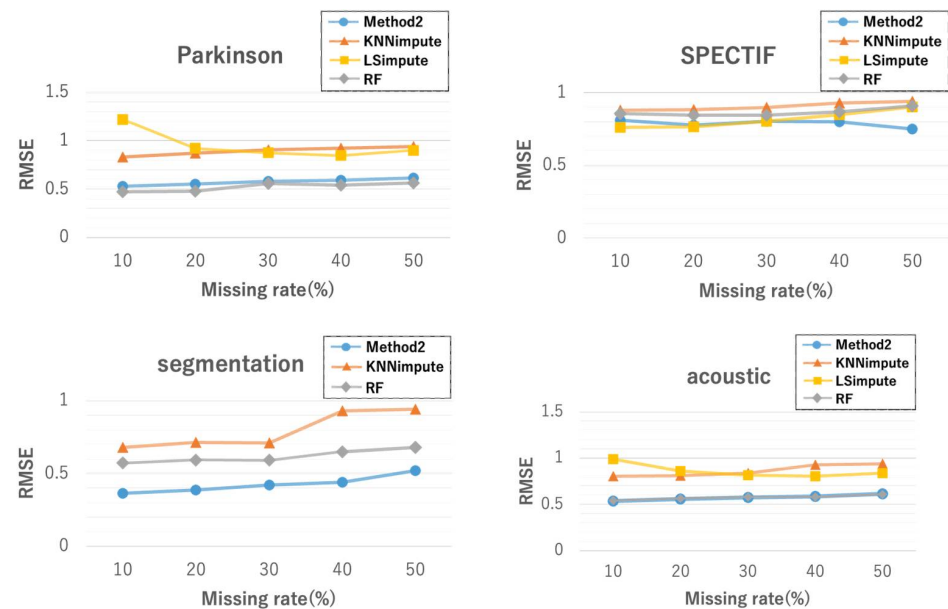 Parkinson
Method2
KNNimpute
LSimpute
RF
RMSE
1.5
1
0.5
0
10 20 30 40 50
Missing rate(%)
SPECTIF
Method2
KNNimpute
LSimpute
RF
RMSE
1
0.5
0
10 20 30 40 50
Missing rate(%)
segmentation
Method2
KNNimpute
RF
RMSE
1
0.5
0
10 20 30 40 50
Missing rate(%)
acoustic
Method2
KNNimpute
LSimpute
RF
RMSE
1.5
1
0.5
0
10 20 30 40 50
Missing rate(%)